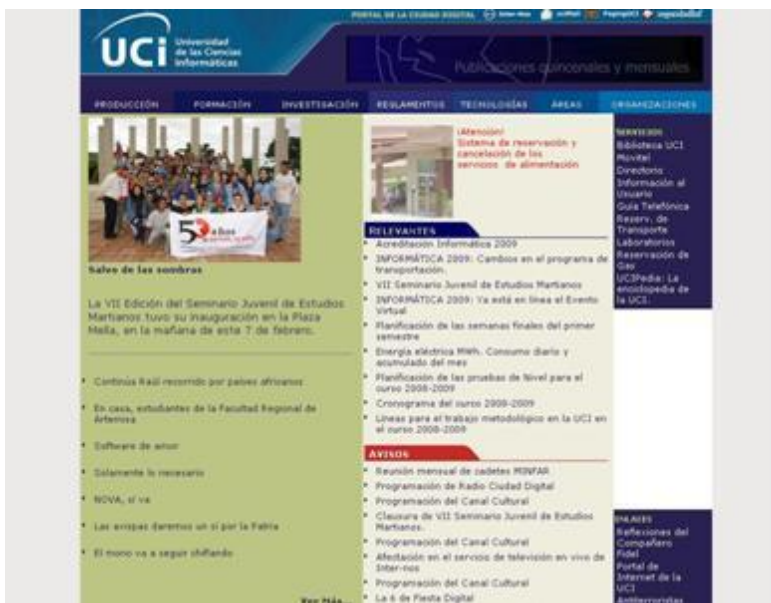 PORTAL DE LA CIUDAD DIGITAL
Inter-Nos
UCi
Universidad
de las Ciencias
Informáticas
Publicaciones quincenales y mensuales
PRODUCCIÓN
FORMACIÓN
INVESTIGACIÓN
REGLAMENTOS
TECNOLOGÍAS
ÁREAS
ORGANIZACIONES
Salvo de las sombras
La VII Edición del Seminario Juvenil de Estudios
Martianos tuvo su inauguración en la Plaza
Mella, en la mañana de este 7 de febrero.
Continúa Raúl recorrido por países africanos
En casa, estudiantes de la Facultad Regional de
Artemisa
Software de amor
Solamente lo necesario
NOVA, sí va
Las avispas daremos un sí por la Patria
El mono va a seguir chiflando
Ver Más...
¡Atención!
Sistema de reservación y
cancelación de los
servicios de alimentación
RELEVANTES
Acreditación Informática 2009
INFORMÁTICA 2009: Cambios en el programa de
transportación.
VII Seminario Juvenil de Estudios Martianos
INFORMÁTICA 2009: Ya está en línea el Evento
Virtual
Planificación de las semanas finales del primer
semestre
Energía eléctrica MWh. Consumo diario y
acumulado del mes
Planificación de las pruebas de Nivel para el
curso 2008-2009
Cronograma del curso 2008-2009
Líneas para el trabajo metodológico en la UCI en
el curso 2008-2009
AVISOS
Reunión mensual de cadetes MINFAR
Programación de Radio Ciudad Digital
Programación del Canal Cultural
Clausura de VII Seminario Juvenil de Estudios
Martianos.
Programación del Canal Cultural
Afectación en el servicio de televisión en vivo de
Inter-nos
Programación del Canal Cultural
La 6 de Fiesta Digital
SERVICIOS
Biblioteca UCI
Movitel
Directorio
Información al
Usuario
Guía Telefónica
Reserv. de
Transporte
Laboratorios
Reservación de
Gas
UCIPedia: La
enciclopedia de
la UCI.
ENLACES
Reflexiones del
Compañero
Fidel
Portal de
Internet de la
UCI
Antiterroristas